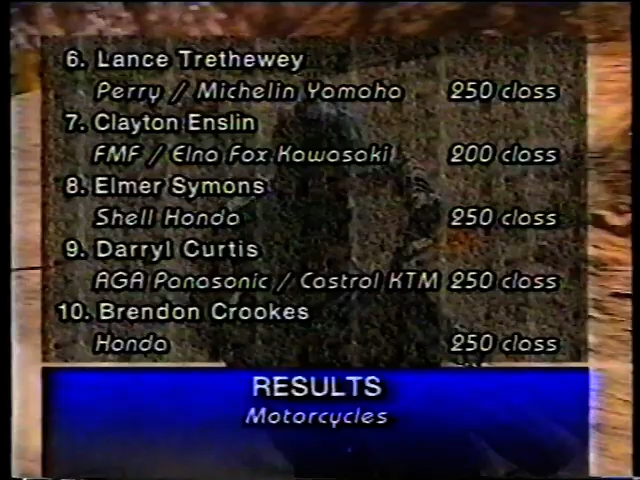 6. Lance Trethewey
Perry / Michelin Yamaha 250 class
7. Clayton Enslin
FMF / Elna Fox Kawasaki 200 class
8. Elmer Symons
Shell Honda 250 class
9. Darryl Curtis
AGA Panasonic / Castrol KTM 250 class
10. Brendon Crookes
Honda 250 class
RESULTS
Motorcycles